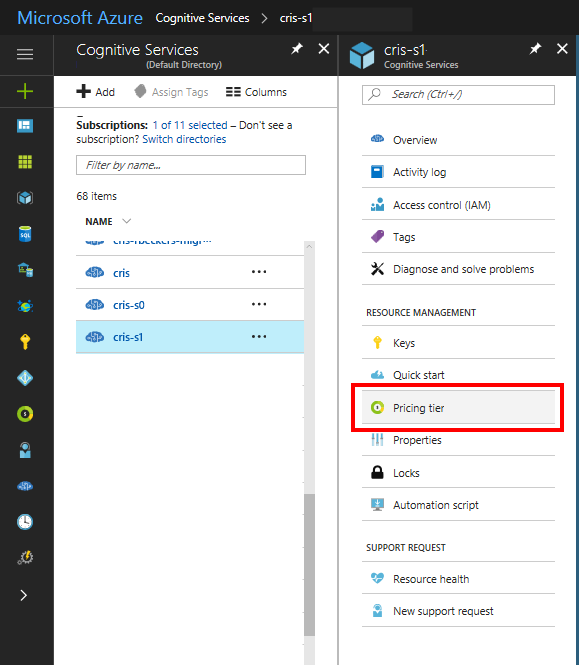 Microsoft Azure Cognitive Services > cris-s1
Cognitive Services
(Default Directory)
Add Assign Tags Columns
Subscriptions: 1 of 11 selected – Don't see a
subscription? Switch directories
Filter by name...
68 items
NAME
cris
cris-s0
cris-s1
cris-s1
Cognitive Services
Search (Ctrl+/)
Overview
Activity log
Access control (IAM)
Tags
Diagnose and solve problems
RESOURCE MANAGEMENT
Keys
Quick start
Pricing tier
Properties
Locks
Automation script
SUPPORT REQUEST
Resource health
New support request